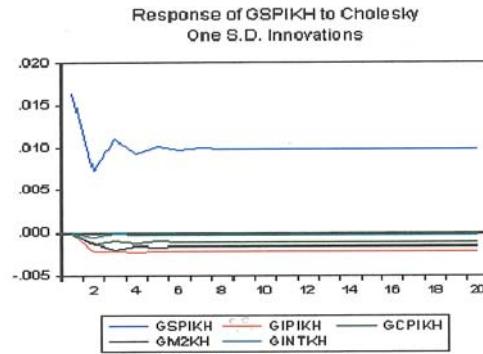 Response of GSPIKH to Cholesky
One S.D. Innovations
.020
.015
.010
.005
.000
-.005
2 4 6 8 10 12 14 16 18 20
GSPIKH GIPIKH GCPIKH
GM2KH GINTKH